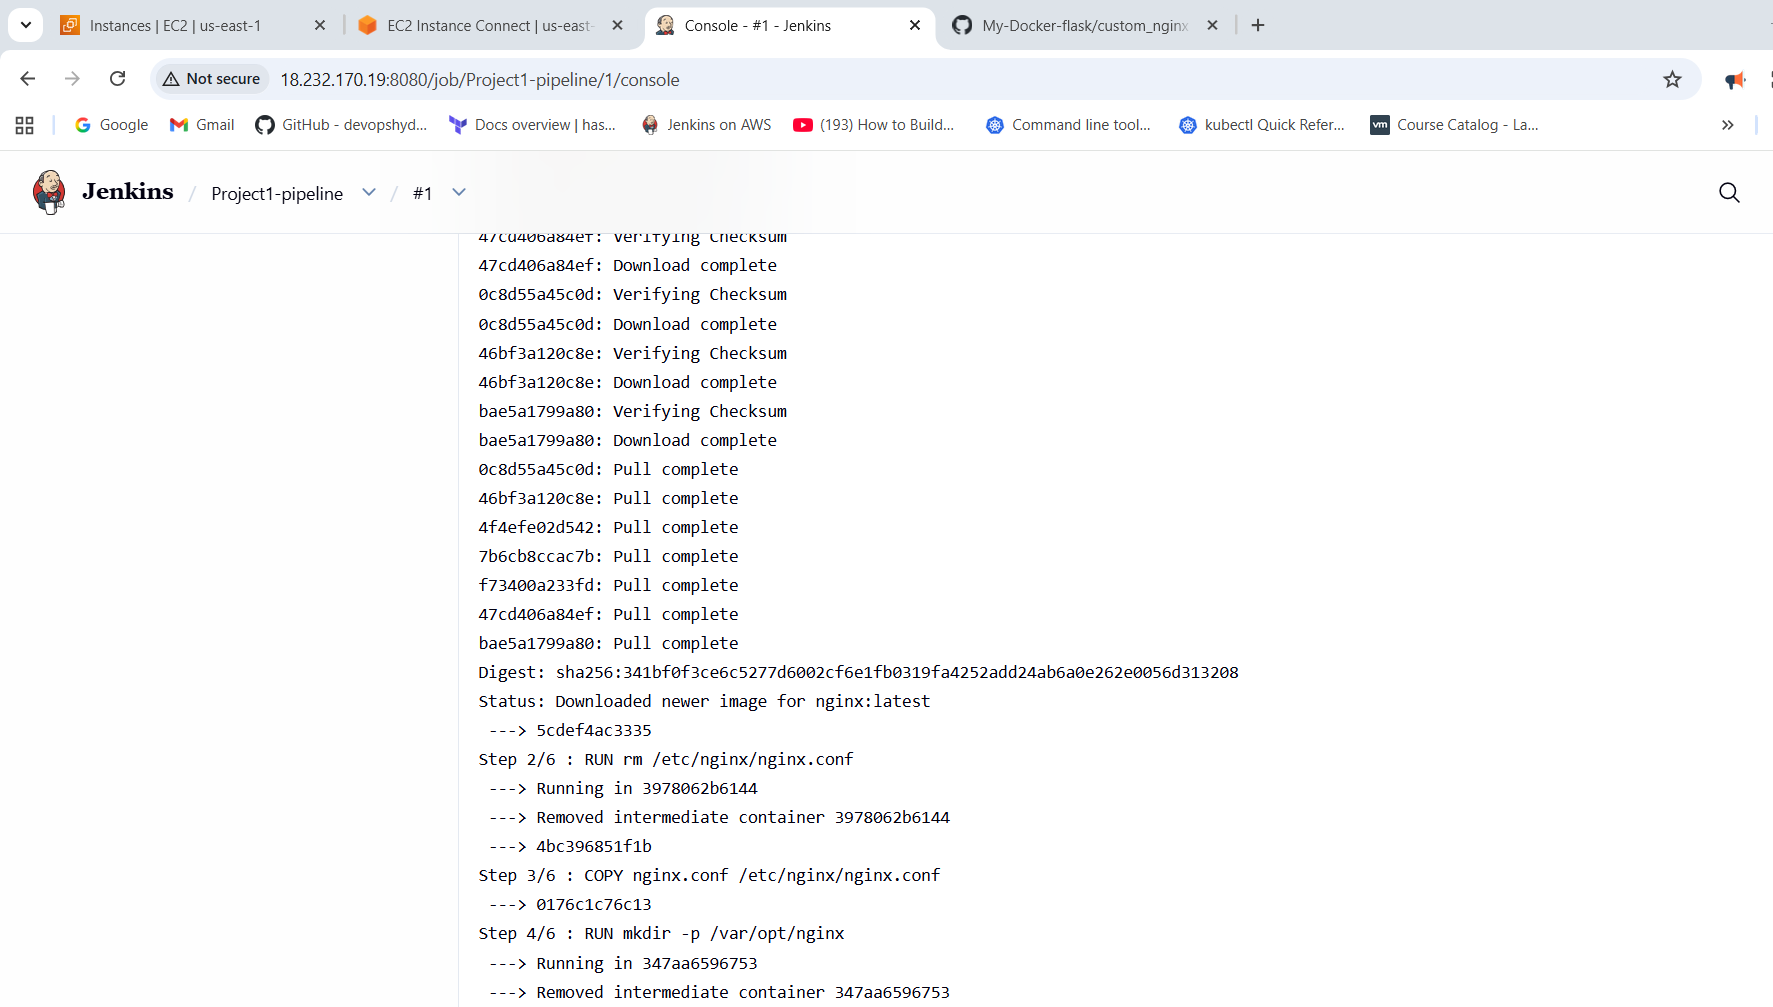 Instances | EC2 | us-east-1
EC2 Instance Connect | us-east-
Console - #1 - Jenkins
My-Docker-flask/custom_nginx
Not secure
18.232.170.19:8080/job/Project1-pipeline/1/console
Google
Gmail
GitHub - devopshyd...
Docs overview | has...
Jenkins on AWS
(193) How to Build...
Command line tool...
kubectl Quick Refer...
vm
Course Catalog - La...
Jenkins / Project1-pipeline / #1
47cd406a84ef: Verifying Checksum
47cd406a84ef: Download complete
0c8d55a45c0d: Verifying Checksum
0c8d55a45c0d: Download complete
46bf3a120c8e: Verifying Checksum
46bf3a120c8e: Download complete
bae5a1799a80: Verifying Checksum
bae5a1799a80: Download complete
0c8d55a45c0d: Pull complete
46bf3a120c8e: Pull complete
4f4efe02d542: Pull complete
7b6cb8ccac7b: Pull complete
f73400a233fd: Pull complete
47cd406a84ef: Pull complete
bae5a1799a80: Pull complete
Digest: sha256:341bf0f3ce6c5277d6002cf6e1fb0319fa4252add24ab6a0e262e0056d313208
Status: Downloaded newer image for nginx:latest
---> 5cdef4ac3335
Step 2/6 : RUN rm /etc/nginx/nginx.conf
---> Running in 3978062b6144
---> Removed intermediate container 3978062b6144
---> 4bc396851f1b
Step 3/6 : COPY nginx.conf /etc/nginx/nginx.conf
---> 0176c1c76c13
Step 4/6 : RUN mkdir -p /var/opt/nginx
---> Running in 347aa6596753
---> Removed intermediate container 347aa6596753